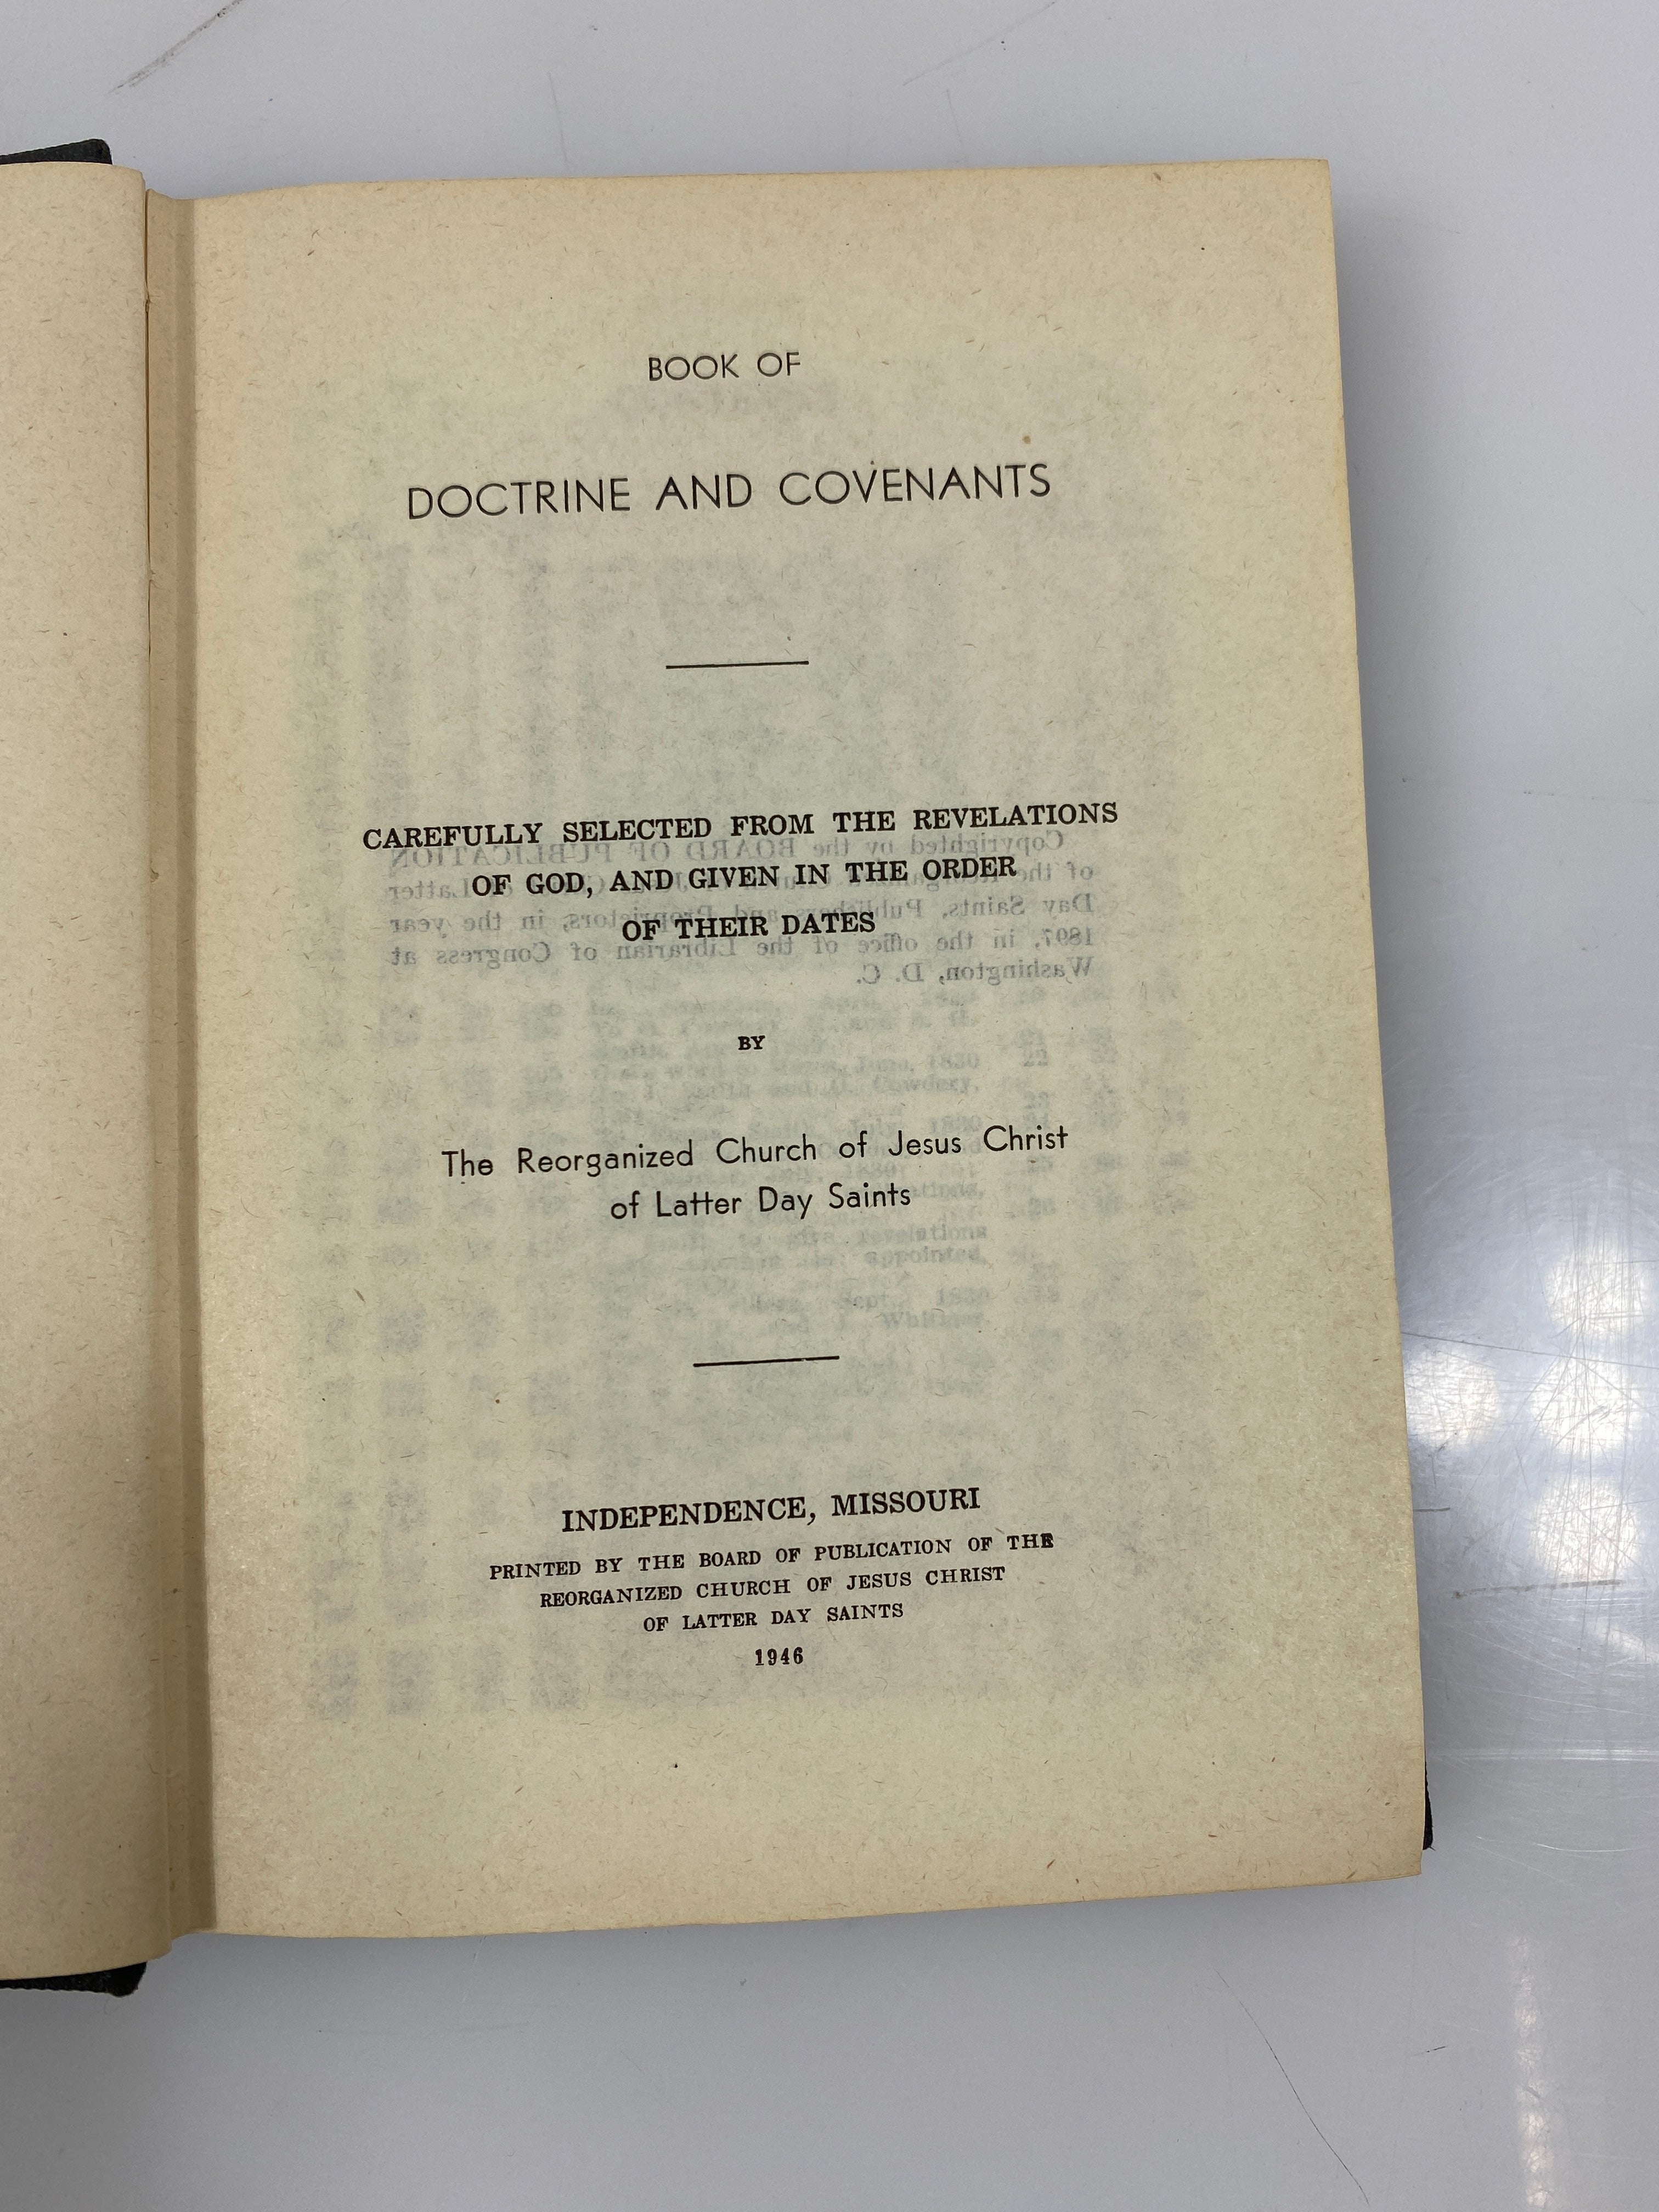 BOOK OF
DOCTRINE AND COVENANTS
CAREFULLY SELECTED FROM THE REVELATIONS
OF GOD, AND GIVEN IN THE ORDER
OF THEIR DATES
BY
The Reorganized Church of Jesus Christ
of Latter Day Saints
INDEPENDENCE, MISSOURI
PRINTED BY THE BOARD OF PUBLICATION OF THE
REORGANIZED CHURCH OF JESUS CHRIST
OF LATTER DAY SAINTS
1946